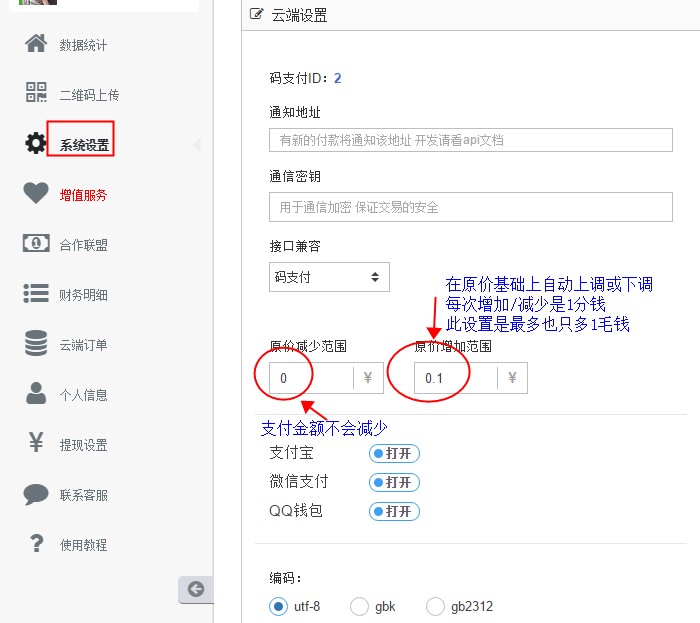 数据统计
二维码上传
系统设置
增值服务
合作联盟
财务明细
云端订单
个人信息
¥
提现设置
联系客服
?
使用教程
云端设置
码支付ID：2
通知地址
有新的付款将通知该地址 开发请看api文档
通信密钥
用于通信加密 保证交易的安全
接口兼容
码支付
在原价基础上自动上调或下调
每次增加/减少是1分钱
此设置是最多也只多1毛钱
原价减少范围 原价增加范围
0 ¥ 0.1 ¥
支付金额不会减少
支付宝 打开
微信支付 打开
QQ钱包 打开
编码：
utf-8 gbk gb2312